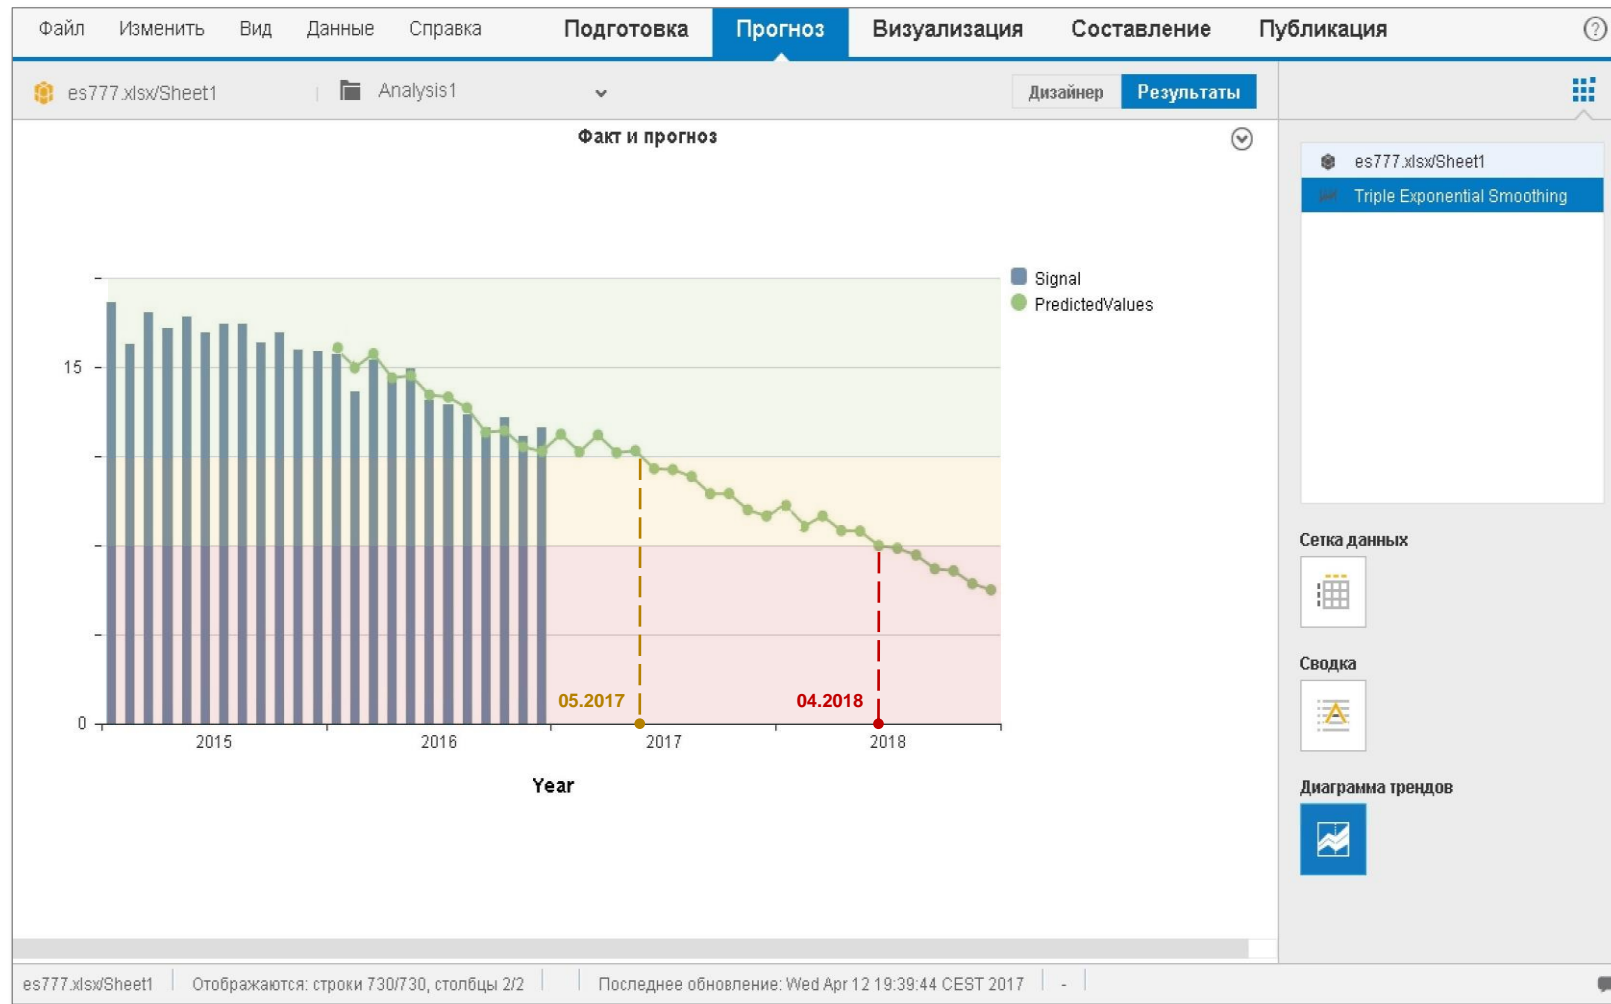 Файл Изменить Вид Данные Справка Подготовка Прогноз Визуализация Составление Публикация ?
es777.xlsx/Sheet1 Analysis1 Дизайнер Результаты
Факт и прогноз
es777.xlsx/Sheet1
Triple Exponential Smoothing
Signal
PredictedValues
15
0
05.2017 04.2018
2015 2016 2017 2018
Year
Сетка данных
Сводка
Диаграмма трендов
es777.xlsx/Sheet1 Отображаются: строки 730/730, столбцы 2/2 Последнее обновление: Wed Apr 12 19:39:44 CEST 2017 -